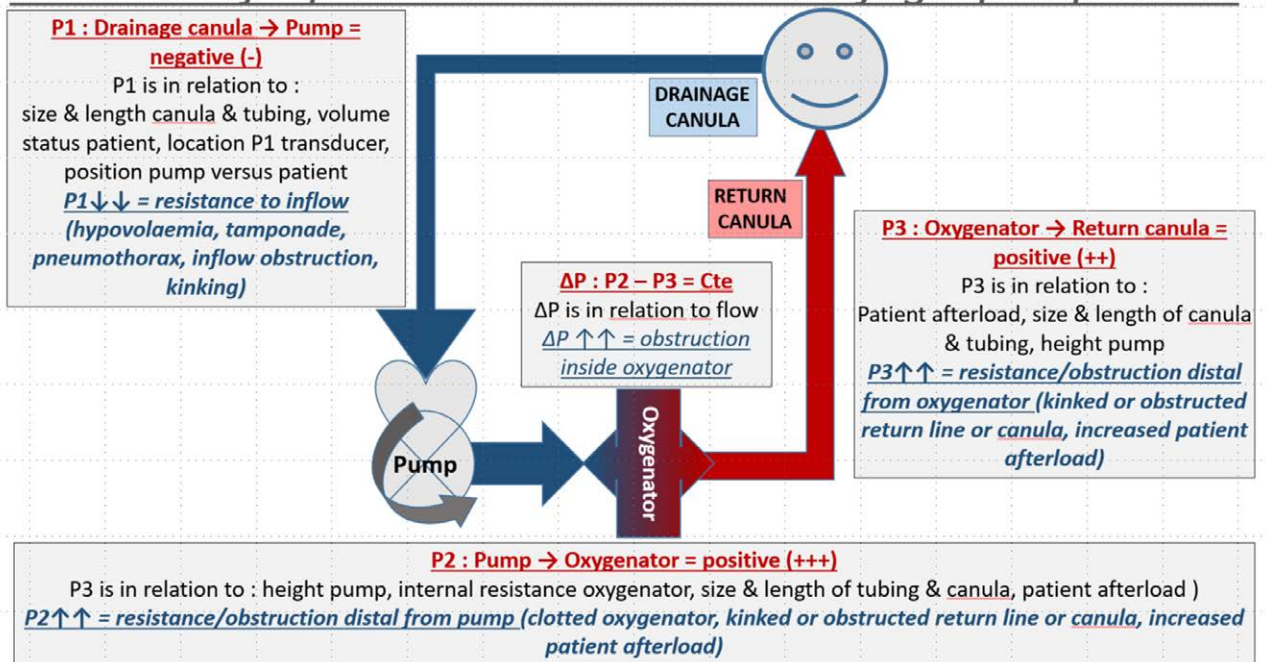 P1 : Drainage canula → Pump =
negative (-)
P1 is in relation to :
size & length canula & tubing, volume
status patient, location P1 transducer,
position pump versus patient
P1↓↓ = resistance to inflow
(hypovolaemia, tamponade,
pneumothorax, inflow obstruction,
kinking)
DRAINAGE
CANULA
RETURN
CANULA
ΔP : P2 – P3 = Cte
ΔP is in relation to flow
ΔP ↑↑ = obstruction
inside oxygenator
P3 : Oxygenator → Return canula =
positive (++)
P3 is in relation to :
Patient afterload, size & length of canula
& tubing, height pump
P3↑↑ = resistance/obstruction distal
from oxygenator (kinked or obstructed
return line or canula, increased patient
afterload)
Pump
Oxygenator
P2 : Pump → Oxygenator = positive (+++)
P3 is in relation to : height pump, internal resistance oxygenator, size & length of tubing & canula, patient afterload )
P2↑↑ = resistance/obstruction distal from pump (clotted oxygenator, kinked or obstructed return line or canula, increased
patient afterload)